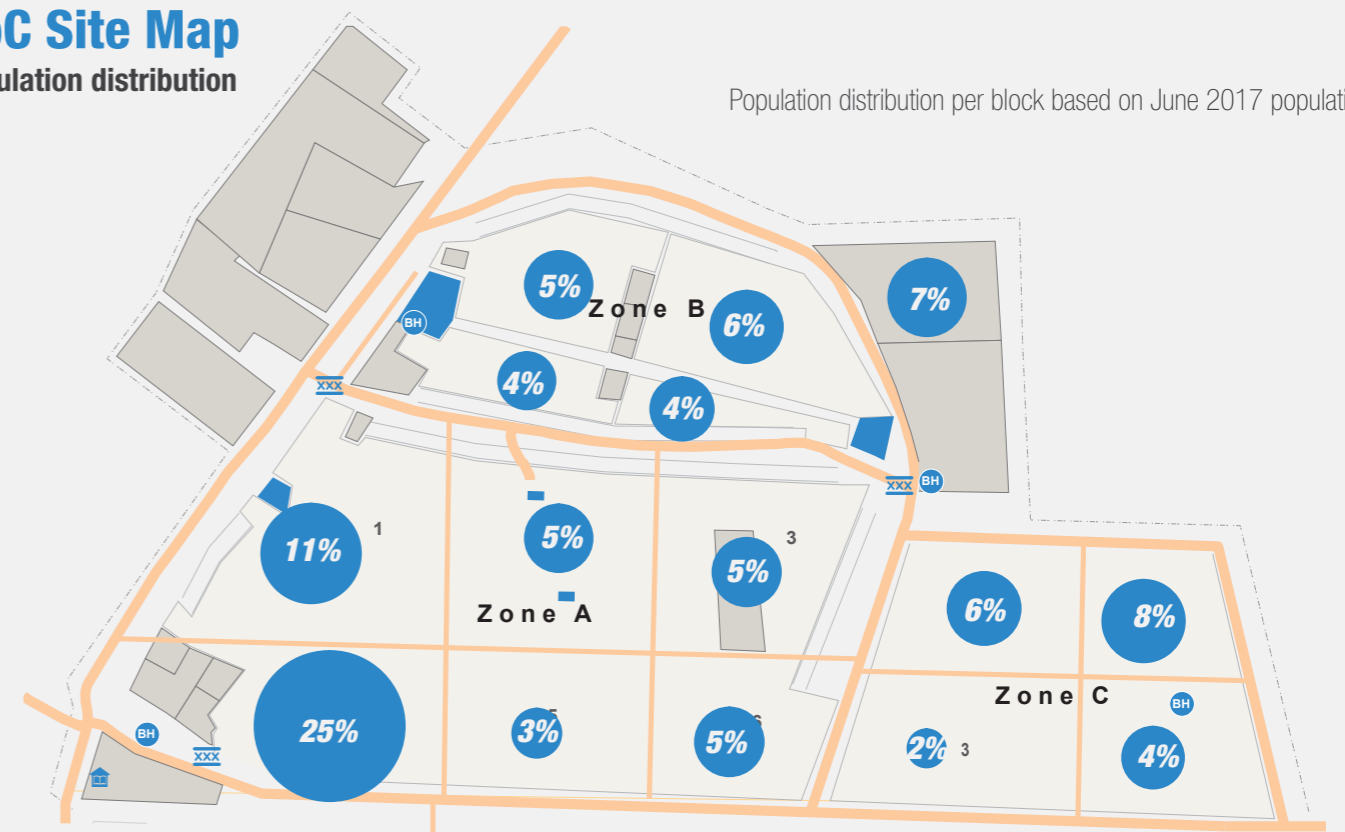 C Site Map
ulation distribution
Population distribution per block based on June 2017 populati
5%
Zone B
6%
7%
BH
4%
4%
xxx
xxx
BH
11%
1
5%
5%
3
Zone A
6%
8%
Zone C
BH
25%
3%
5%
2%
3
4%
BH
xxx